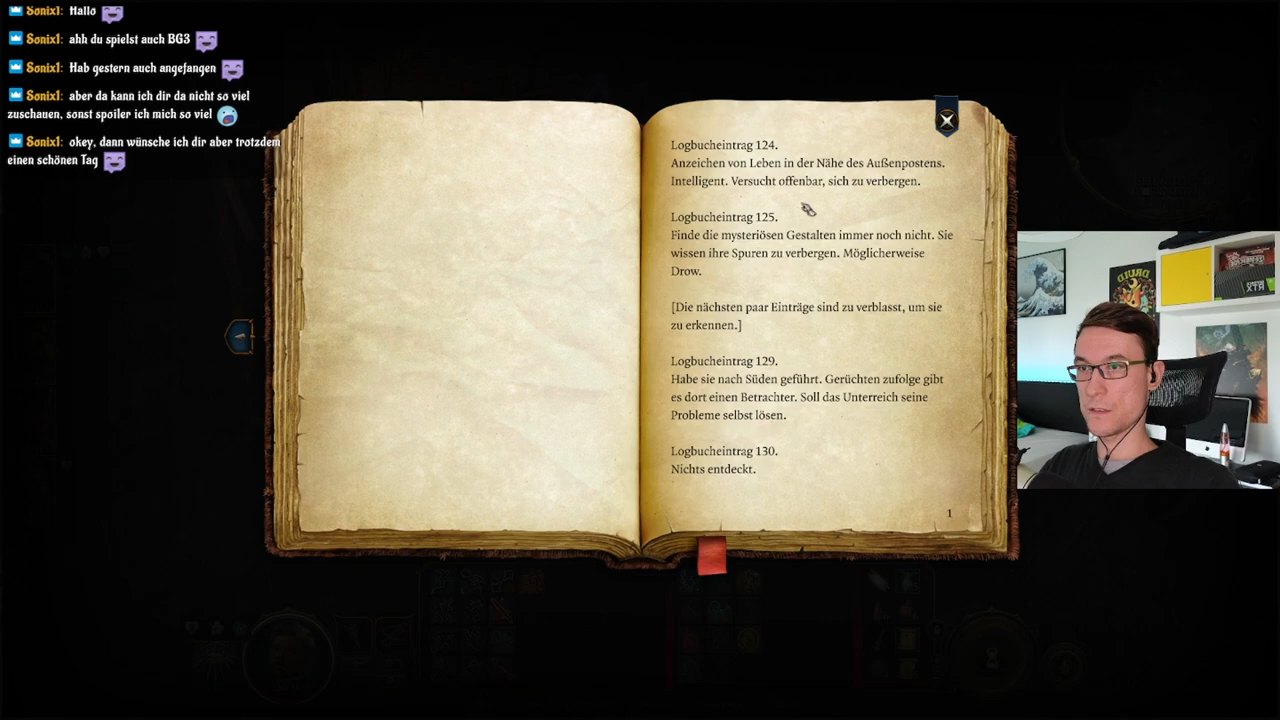 Sonix1: Hallo
Sonix1: ahh du spielst auch BG3
Sonix1: Hab gestern auch angefangen
Sonix1: aber da kann ich dir da nicht so viel
zuschauen, sonst spoiler ich mich so viel
Sonix1: okey, dann wünsche ich dir aber trotzdem
einen schönen Tag
Logbucheintrag 124.
Anzeichen von Leben in der Nähe des Außenpostens.
Intelligent. Versucht offenbar, sich zu verbergen.
Logbucheintrag 125.
Finde die mysteriösen Gestalten immer noch nicht. Sie
wissen ihre Spuren zu verbergen. Möglicherweise
Drow.
[Die nächsten paar Einträge sind zu verblasst, um sie
zu erkennen.]
Logbucheintrag 129.
Habe sie nach Süden geführt. Gerüchten zufolge gibt
es dort einen Betrachter. Soll das Unterreich seine
Probleme selbst lösen.
Logbucheintrag 130.
Nichts entdeckt.
1
DRUID